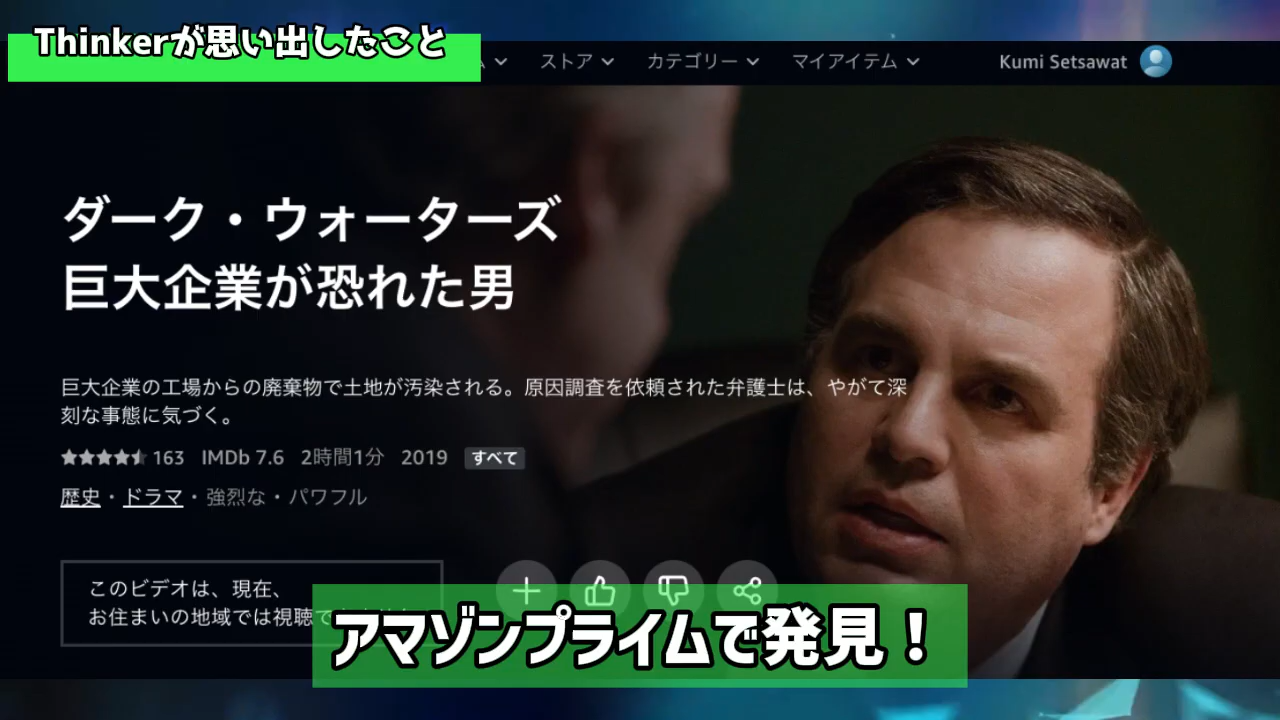 Thinkerが思い出したこと
ストア カテゴリー マイアイテム Kumi Setsawat
ダーク・ウォーターズ
巨大企業が恐れた男
巨大企業の工場からの廃棄物で土地が汚染される。原因調査を依頼された弁護士は、やがて深
刻な事態に気づく。
163 IMDb 7.6 2時間1分 2019 すべて
歴史・ドラマ・強烈な・パワフル
このビデオは、現在、
お住まいの地域では視聴で
アマゾンプライムで発見！